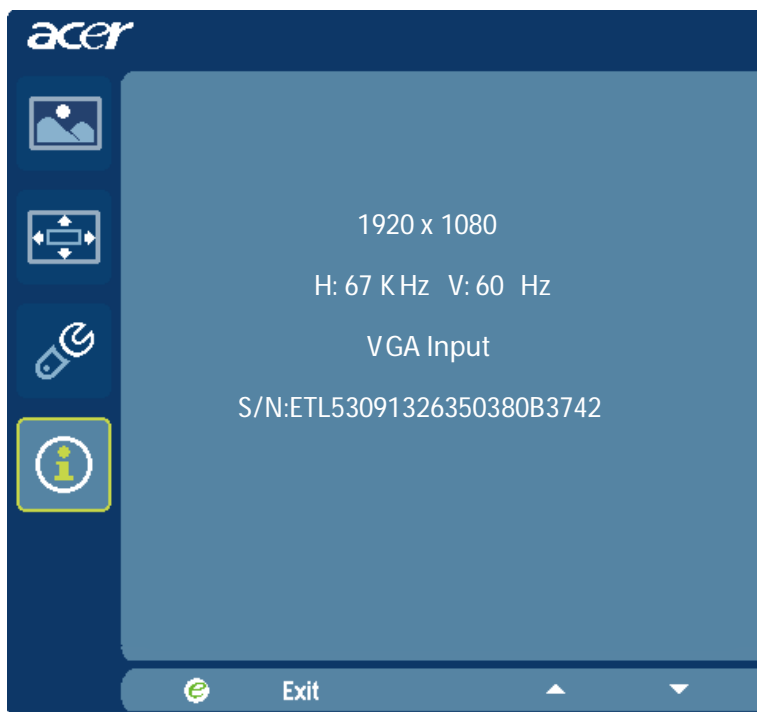 acer
1920 x 1080
H: 67 KHz V: 60 Hz
VGA Input
S/N:ETL53091326350380B3742
e Exit